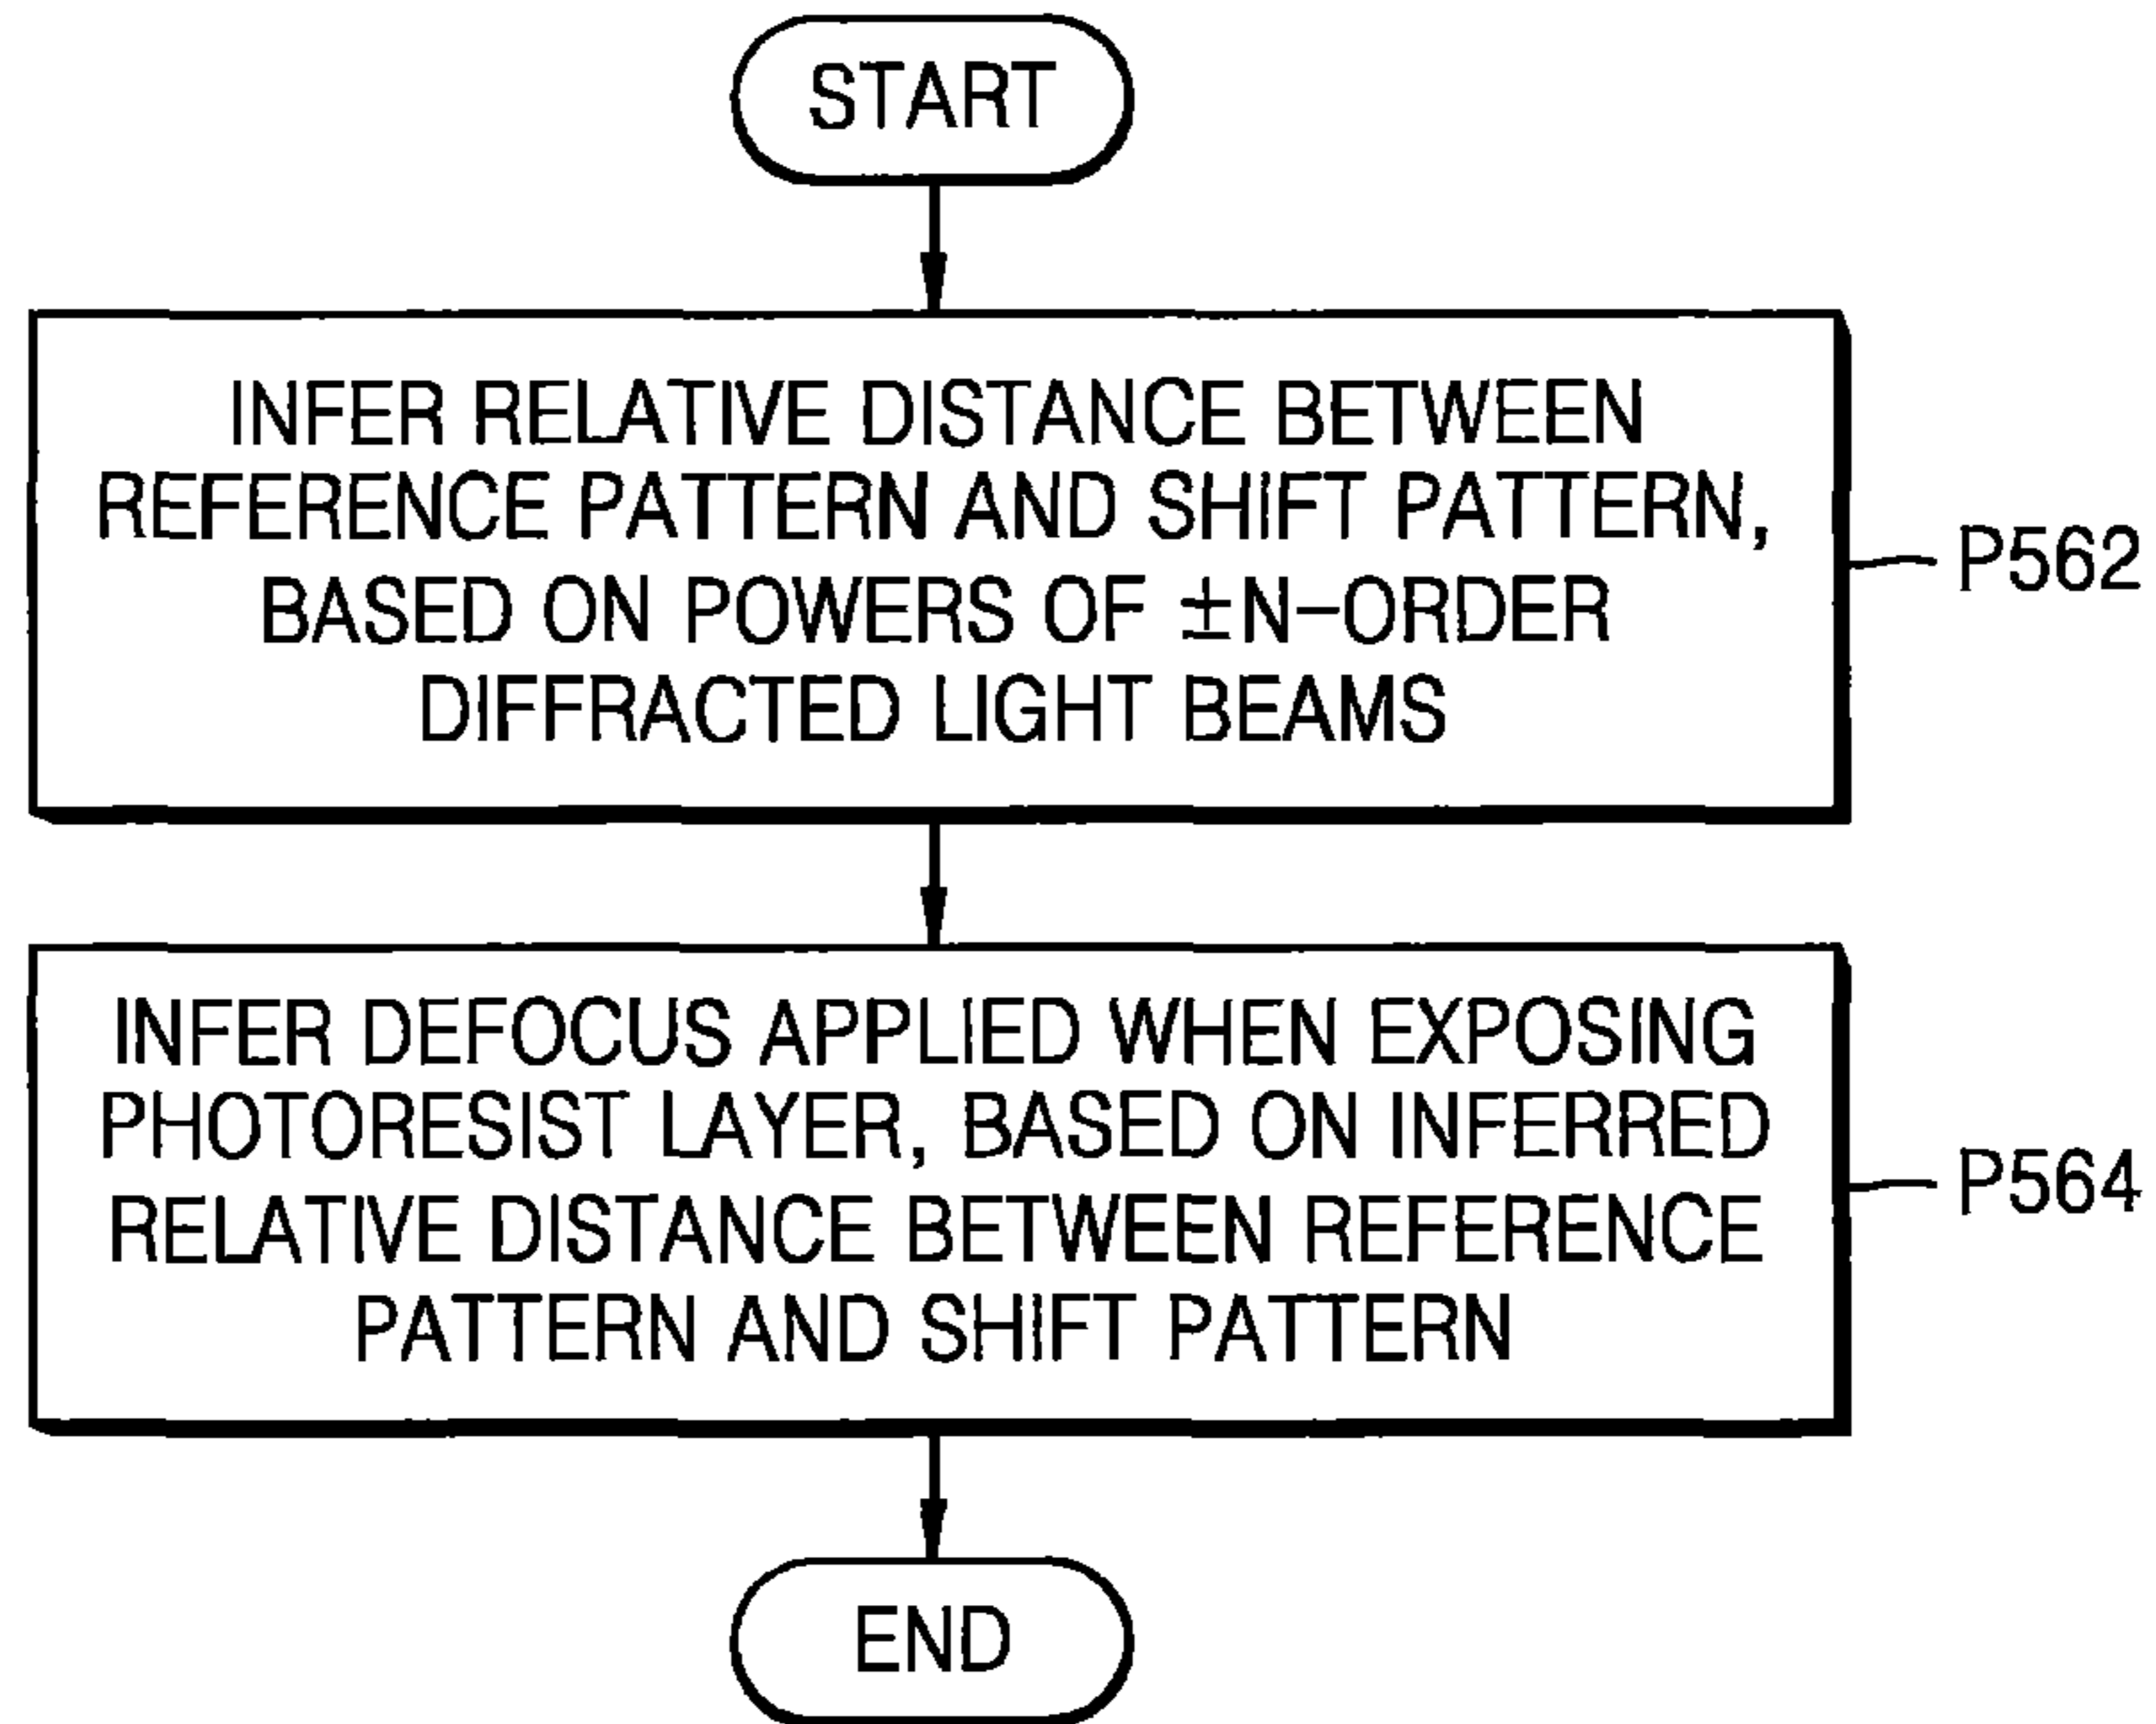 START
INFER RELATIVE DISTANCE BETWEEN
REFERENCE PATTERN AND SHIFT PATTERN,
BASED ON POWERS OF ±N-ORDER
DIFFRACTED LIGHT BEAMS
P562
INFER DEFOCUS APPLIED WHEN EXPOSING
PHOTORESIST LAYER, BASED ON INFERRED
RELATIVE DISTANCE BETWEEN REFERENCE
PATTERN AND SHIFT PATTERN
P564
END